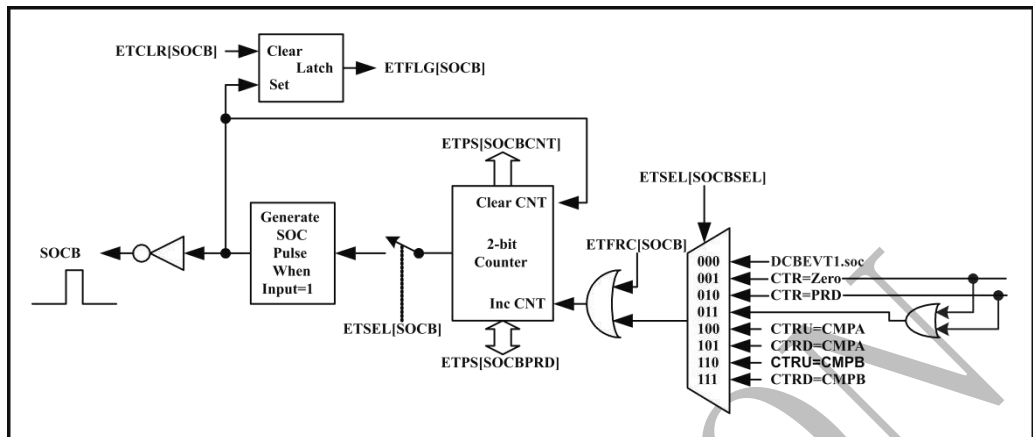 ETCLR[SOCB]
Clear
Latch
Set
ETFLG[SOCB]
ETPS[SOCBCNT]
ETSEL[SOCBSEL]
Clear CNT
2-bit
Counter
Inc CNT
Generate
SOC
Pulse
When
Input=1
SOCB
ETSEL[SOCB]
ETPS[SOCBPRD]
ETFRC[SOCB]
000 DCBEVT1.soc
001 CTR=Zero
010 CTR=PRD
011
100 CTRU=CMPA
101 CTRD=CMPA
110 CTRU=CMPB
111 CTRD=CMPB